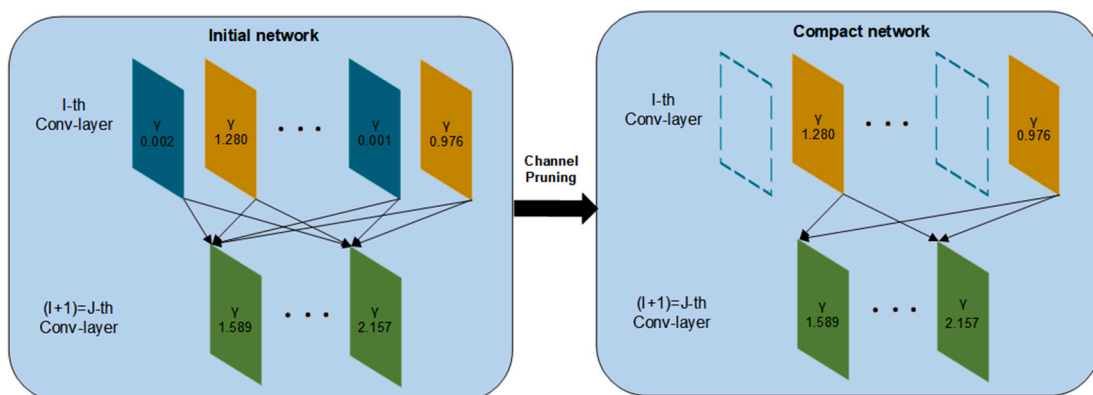 Initial network
I-th
Conv-layer
γ
0.002
γ
1.280
γ
0.001
γ
0.976
(I+1)=J-th
Conv-layer
γ
1.589
γ
2.157
Channel
Pruning
Compact network
I-th
Conv-layer
γ
1.280
γ
0.976
(I+1)=J-th
Conv-layer
γ
1.589
γ
2.157